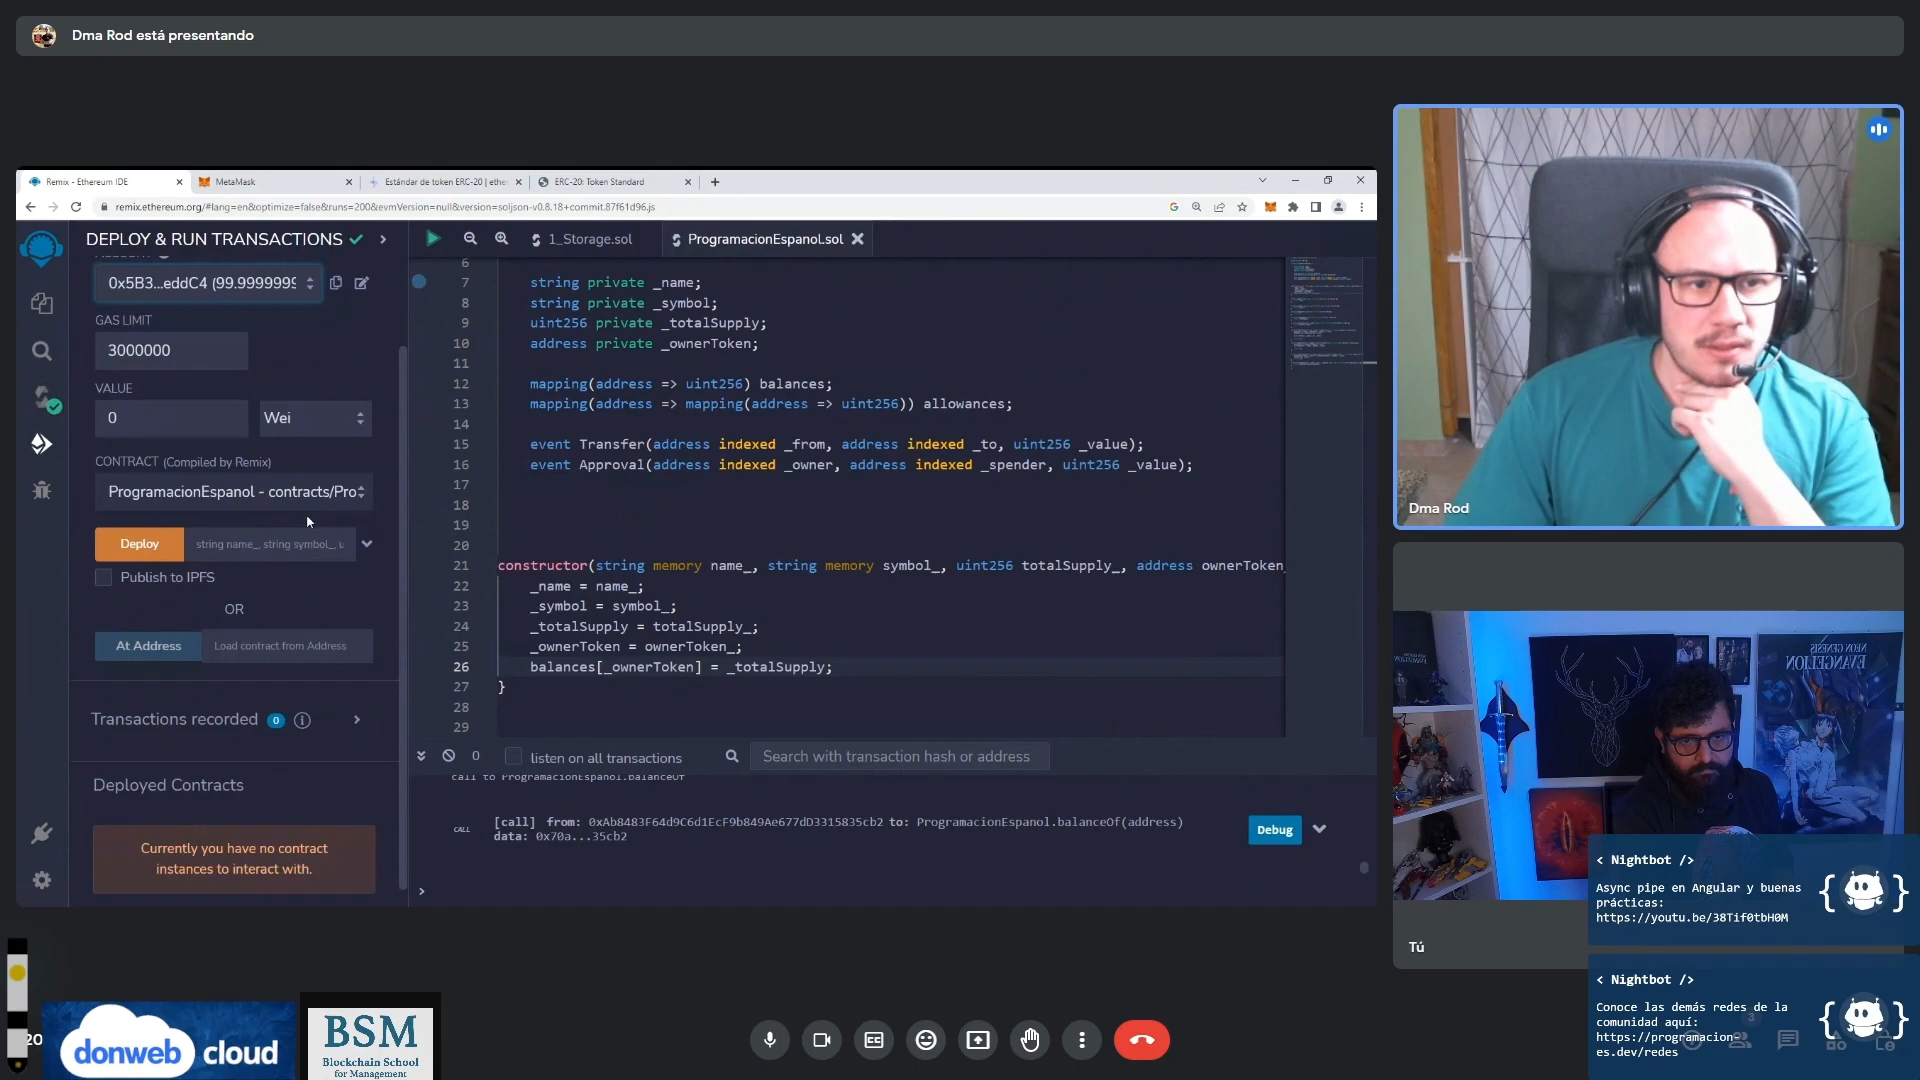 Dma Rod está presentando
Remix - Ethereum IDE
MetaMask
Estándar de token ERC-20 | ethe
ERC-20: Token Standard
remix.ethereum.org/#lang=en&optimize=false&runs=200&evmVersion=null&version=soljson-v0.8.18+commit.87f61d96.js
DEPLOY & RUN TRANSACTIONS
1_Storage.sol
ProgramacionEspanol.sol
0x5B3...eddC4 (99.9999999
GAS LIMIT
3000000
VALUE
0
Wei
CONTRACT (Compiled by Remix)
ProgramacionEspanol - contracts/Pro
Deploy
string name_, string symbol_, u
Publish to IPFS
OR
At Address
Load contract from Address
Transactions recorded 0 i
Deployed Contracts
Currently you have no contract
instances to interact with.
6
7 string private _name;
8 string private _symbol;
9 uint256 private _totalSupply;
10 address private _ownerToken;
11
12 mapping(address => uint256) balances;
13 mapping(address => mapping(address => uint256)) allowances;
14
15 event Transfer(address indexed _from, address indexed _to, uint256 _value);
16 event Approval(address indexed _owner, address indexed _spender, uint256 _value);
17
18
19
20
21 constructor(string memory name_, string memory symbol_, uint256 totalSupply_, address ownerToken_
22 _name = name_;
23 _symbol = symbol_;
24 _totalSupply = totalSupply_;
25 _ownerToken = ownerToken_;
26 balances[_ownerToken] = _totalSupply;
27 }
28
29
0
listen on all transactions
Search with transaction hash or address
call to ProgramacionEspanol.balanceOf
CALL
[call] from: 0xAb8483F64d9C6d1EcF9b849Ae677dD3315835cb2 to: ProgramacionEspanol.balanceOf(address)
data: 0x70a...35cb2
Debug
>
Dma Rod
NEON GENESIS
EVANGELION
Tú
< Nightbot />
Async pipe en Angular y buenas
prácticas:
https://youtu.be/38Tif0tbH0M
< Nightbot />
Conoce las demás redes de la
comunidad aquí:
https://programacion-
es.dev/redes
3
20
donweb cloud
BSM
Blockchain School
for Management